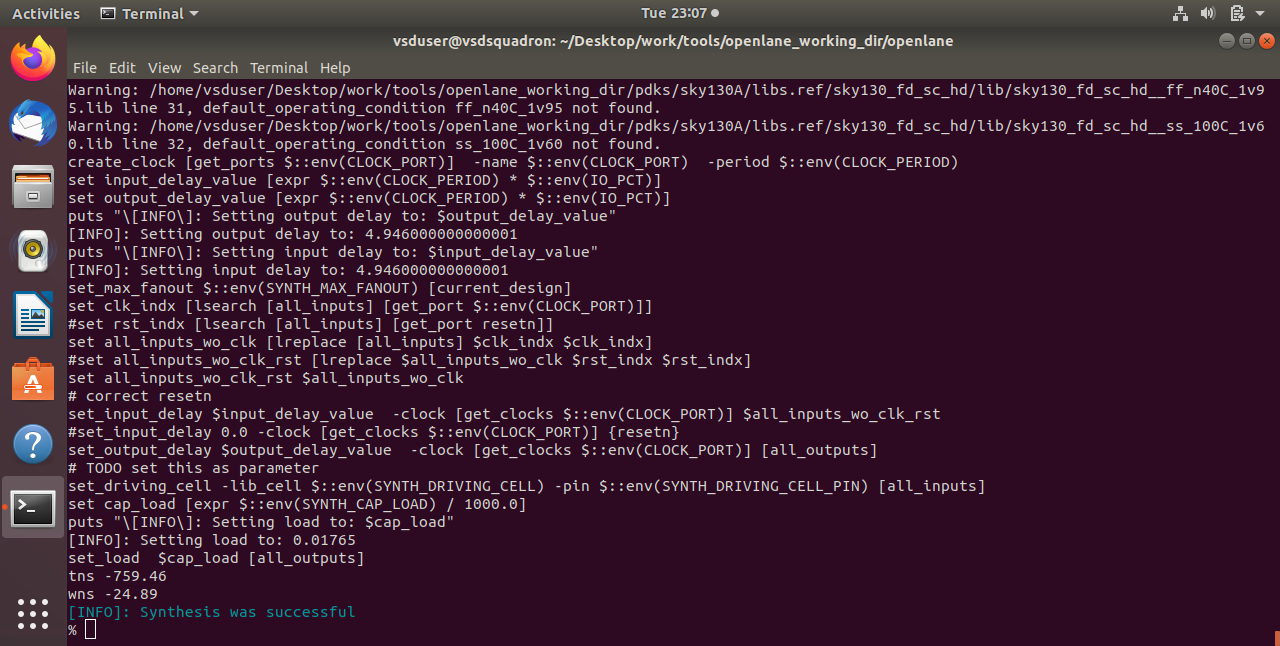 Activities Terminal Tue 23:07
vsduser@vsdsquadron: ~/Desktop/work/tools/openlane_working_dir/openlane
File Edit View Search Terminal Help
Warning: /home/vsduser/Desktop/work/tools/openlane_working_dir/pdks/sky130A/libs.ref/sky130_fd_sc_hd/lib/sky130_fd_sc_hd__ff_n40C_1v9
5.lib line 31, default_operating_condition ff_n40C_1v95 not found.
Warning: /home/vsduser/Desktop/work/tools/openlane_working_dir/pdks/sky130A/libs.ref/sky130_fd_sc_hd/lib/sky130_fd_sc_hd__ss_100C_1v6
0.lib line 32, default_operating_condition ss_100C_1v60 not found.
create_clock [get_ports $::env(CLOCK_PORT)]  -name $::env(CLOCK_PORT)  -period $::env(CLOCK_PERIOD)
set input_delay_value [expr $::env(CLOCK_PERIOD) * $::env(IO_PCT)]
set output_delay_value [expr $::env(CLOCK_PERIOD) * $::env(IO_PCT)]
puts "\[INFO\]: Setting output delay to: $output_delay_value"
[INFO]: Setting output delay to: 4.946000000000001
puts "\[INFO\]: Setting input delay to: $input_delay_value"
[INFO]: Setting input delay to: 4.946000000000001
set_max_fanout $::env(SYNTH_MAX_FANOUT) [current_design]
set clk_indx [lsearch [all_inputs] [get_port $::env(CLOCK_PORT)]]
#set rst_indx [lsearch [all_inputs] [get_port resetn]]
set all_inputs_wo_clk [lreplace [all_inputs] $clk_indx $clk_indx]
#set all_inputs_wo_clk_rst [lreplace $all_inputs_wo_clk $rst_indx $rst_indx]
set all_inputs_wo_clk_rst $all_inputs_wo_clk
# correct resetn
set_input_delay $input_delay_value  -clock [get_clocks $::env(CLOCK_PORT)] $all_inputs_wo_clk_rst
#set_input_delay 0.0 -clock [get_clocks $::env(CLOCK_PORT)] {resetn}
set_output_delay $output_delay_value  -clock [get_clocks $::env(CLOCK_PORT)] [all_outputs]
# TODO set this as parameter
set_driving_cell -lib_cell $::env(SYNTH_DRIVING_CELL) -pin $::env(SYNTH_DRIVING_CELL_PIN) [all_inputs]
set cap_load [expr $::env(SYNTH_CAP_LOAD) / 1000.0]
puts "\[INFO\]: Setting load to: $cap_load"
[INFO]: Setting load to: 0.01765
set_load  $cap_load [all_outputs]
tns -759.46
wns -24.89
[INFO]: Synthesis was successful
%